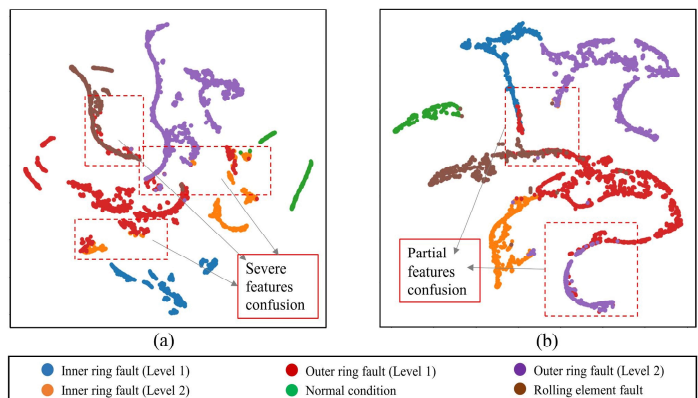 Severe
features
confusion
Partial
features
confusion
(a)
(b)
Inner ring fault (Level 1)
Outer ring fault (Level 1)
Outer ring fault (Level 2)
Inner ring fault (Level 2)
Normal condition
Rolling element fault